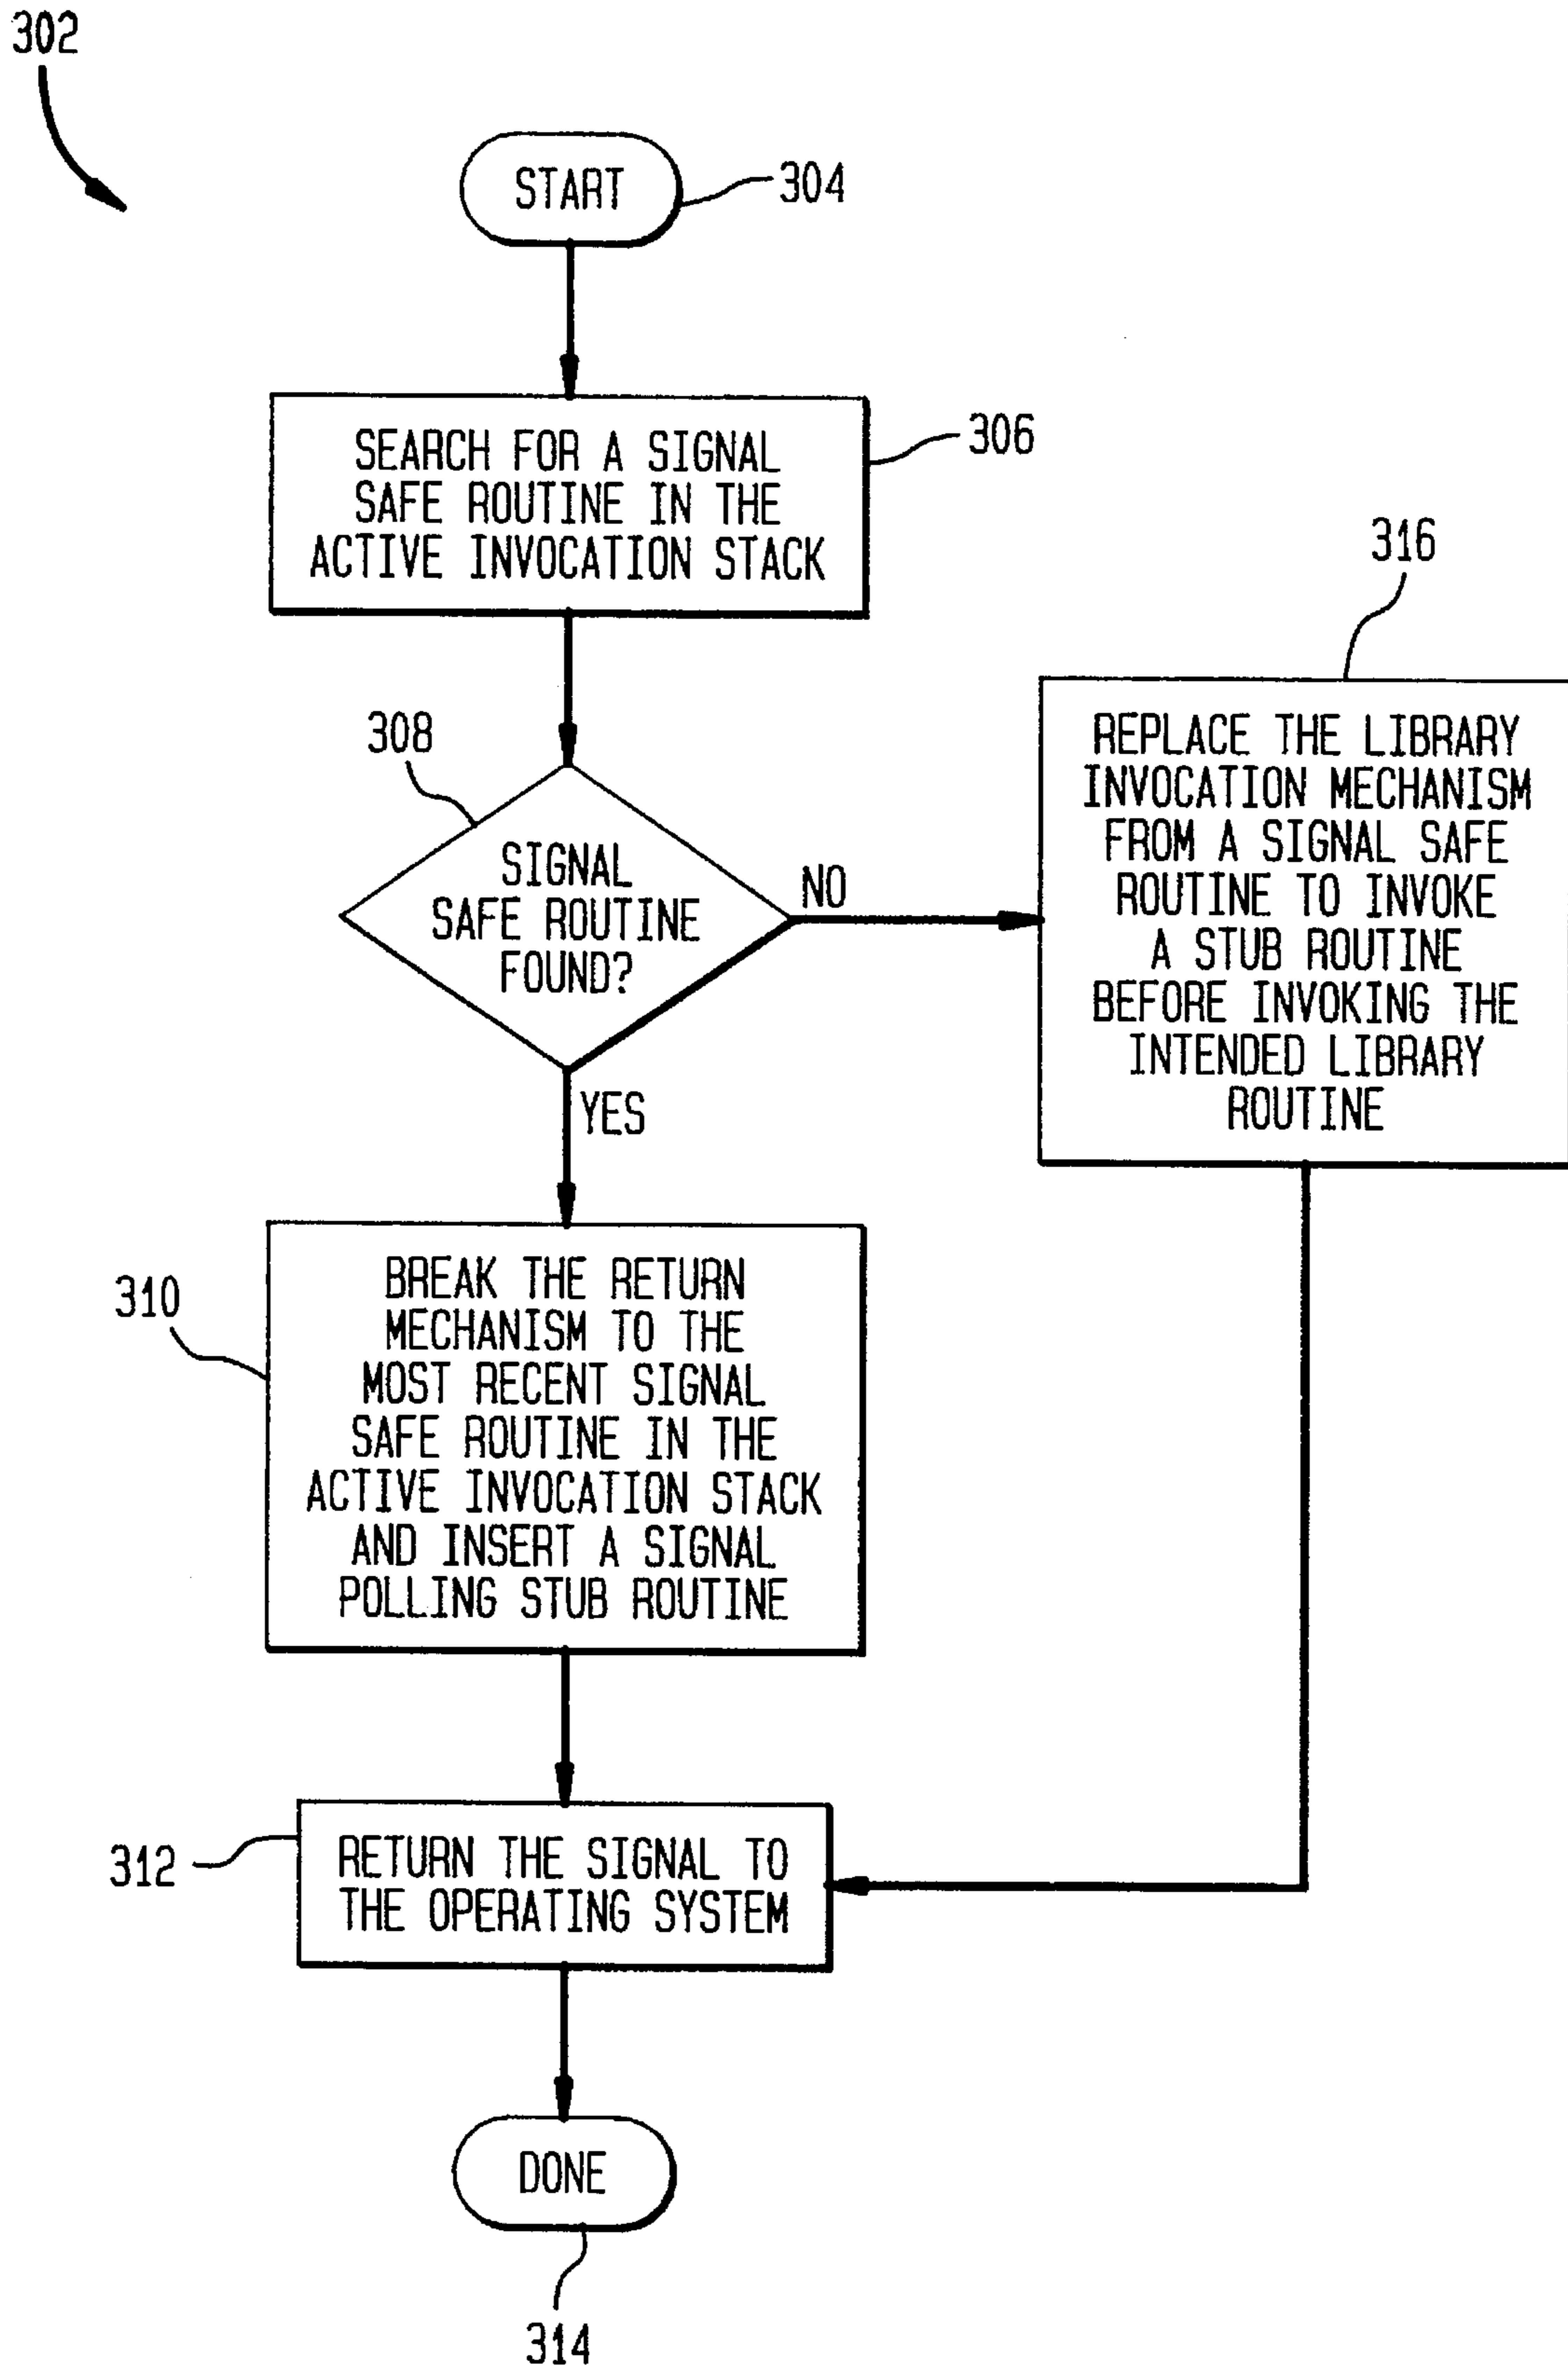 302
START
304
SEARCH FOR A SIGNAL
SAFE ROUTINE IN THE
ACTIVE INVOCATION STACK
306
308
SIGNAL
SAFE ROUTINE
FOUND?
NO
YES
316
REPLACE THE LIBRARY
INVOCATION MECHANISM
FROM A SIGNAL SAFE
ROUTINE TO INVOKE
A STUB ROUTINE
BEFORE INVOKING THE
INTENDED LIBRARY
ROUTINE
310
BREAK THE RETURN
MECHANISM TO THE
MOST RECENT SIGNAL
SAFE ROUTINE IN THE
ACTIVE INVOCATION STACK
AND INSERT A SIGNAL
POLLING STUB ROUTINE
312
RETURN THE SIGNAL TO
THE OPERATING SYSTEM
DONE
314